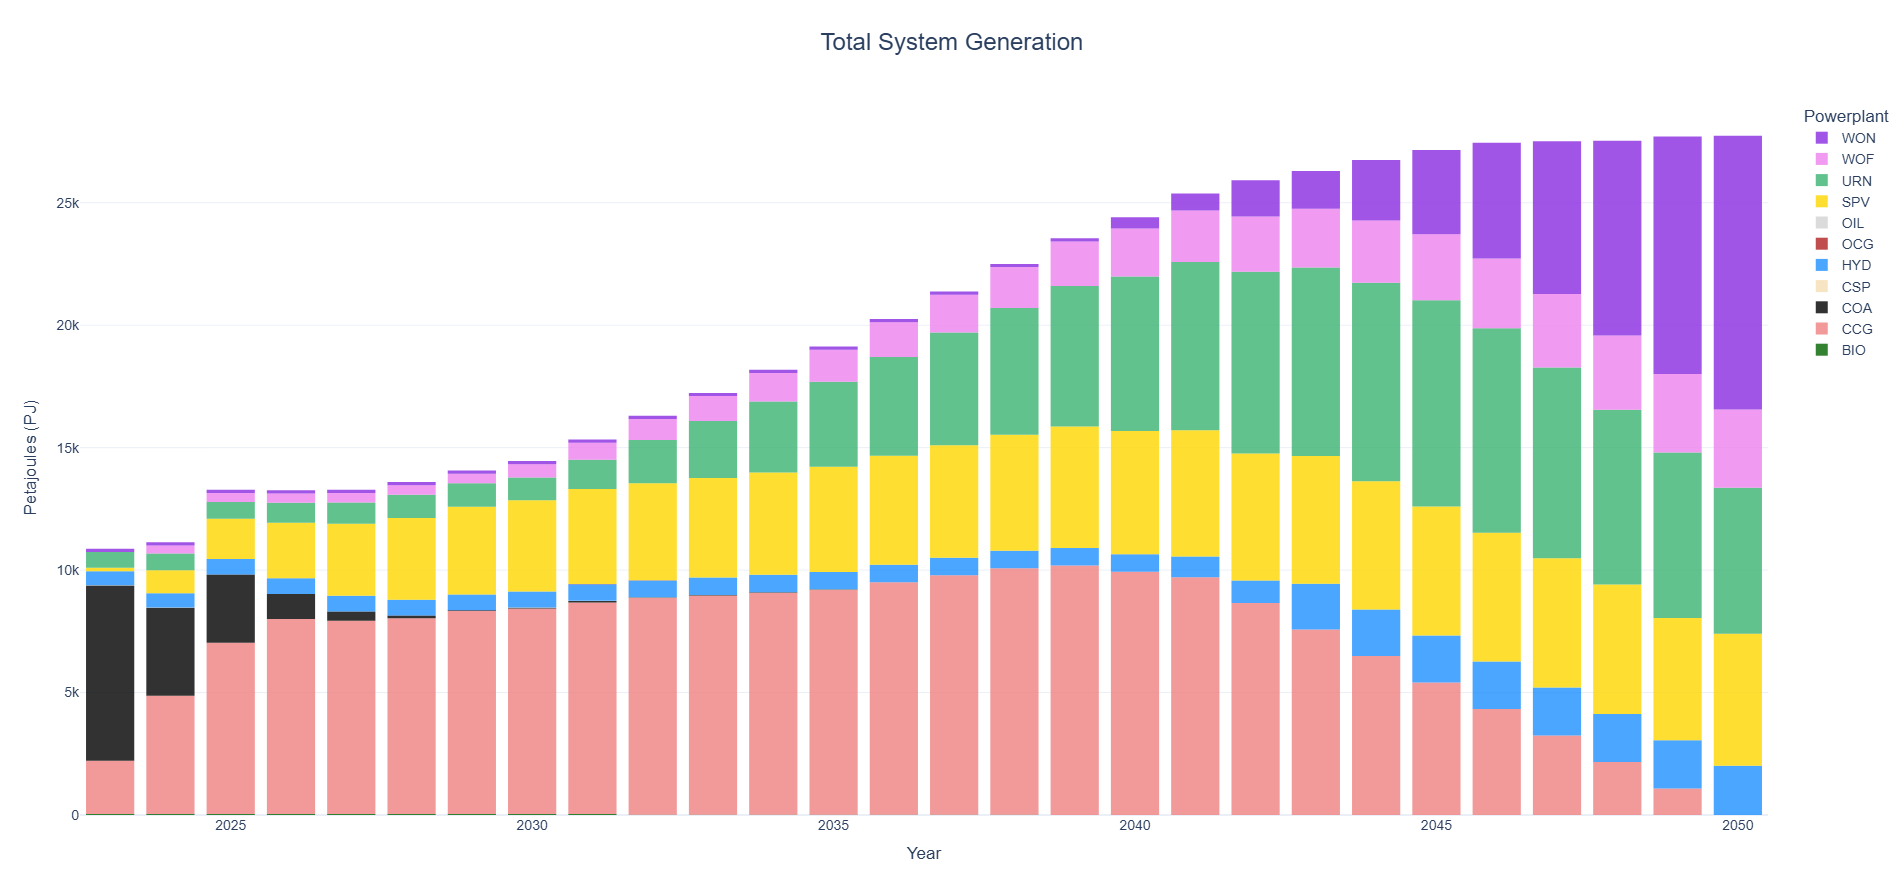 Total System Generation
Powerplant
WON
WOF
URN
SPV
OIL
OCG
HYD
CSP
COA
CCG
BIO
Petajoules (PJ)
25k
20k
15k
10k
5k
0
2025
2030
2035
2040
2045
2050
Year